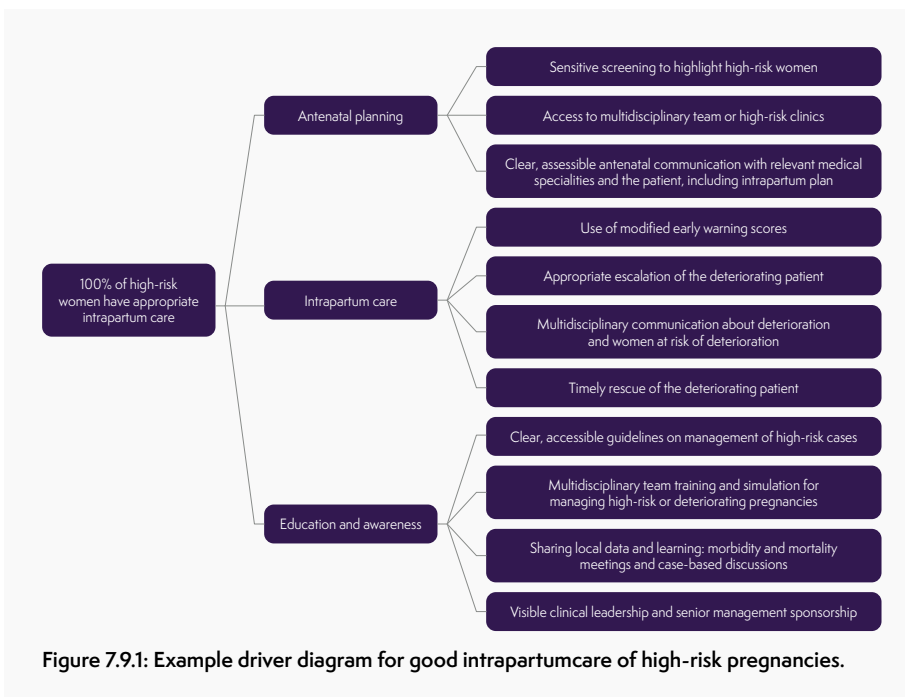 Sensitive screening to highlight high-risk women
Antenatal planning
Access to multidisciplinary team or high-risk clinics
Clear, assessible antenatal communication with relevant medical
specialities and the patient, including intrapartum plan
Use of modified early warning scores
100% of high-risk
women have appropriate
intrapartum care
Intrapartum care
Appropriate escalation of the deteriorating patient
Multidisciplinary communication about deterioration
and women at risk of deterioration
Timely rescue of the deteriorating patient
Clear, accessible guidelines on management of high-risk cases
Multidisciplinary team training and simulation for
managing high-risk or deteriorating pregnancies
Education and awareness
Sharing local data and learning: morbidity and mortality
meetings and case-based discussions
Visible clinical leadership and senior management sponsorship
Figure 7.9.1: Example driver diagram for good intrapartumcare of high-risk pregnancies.